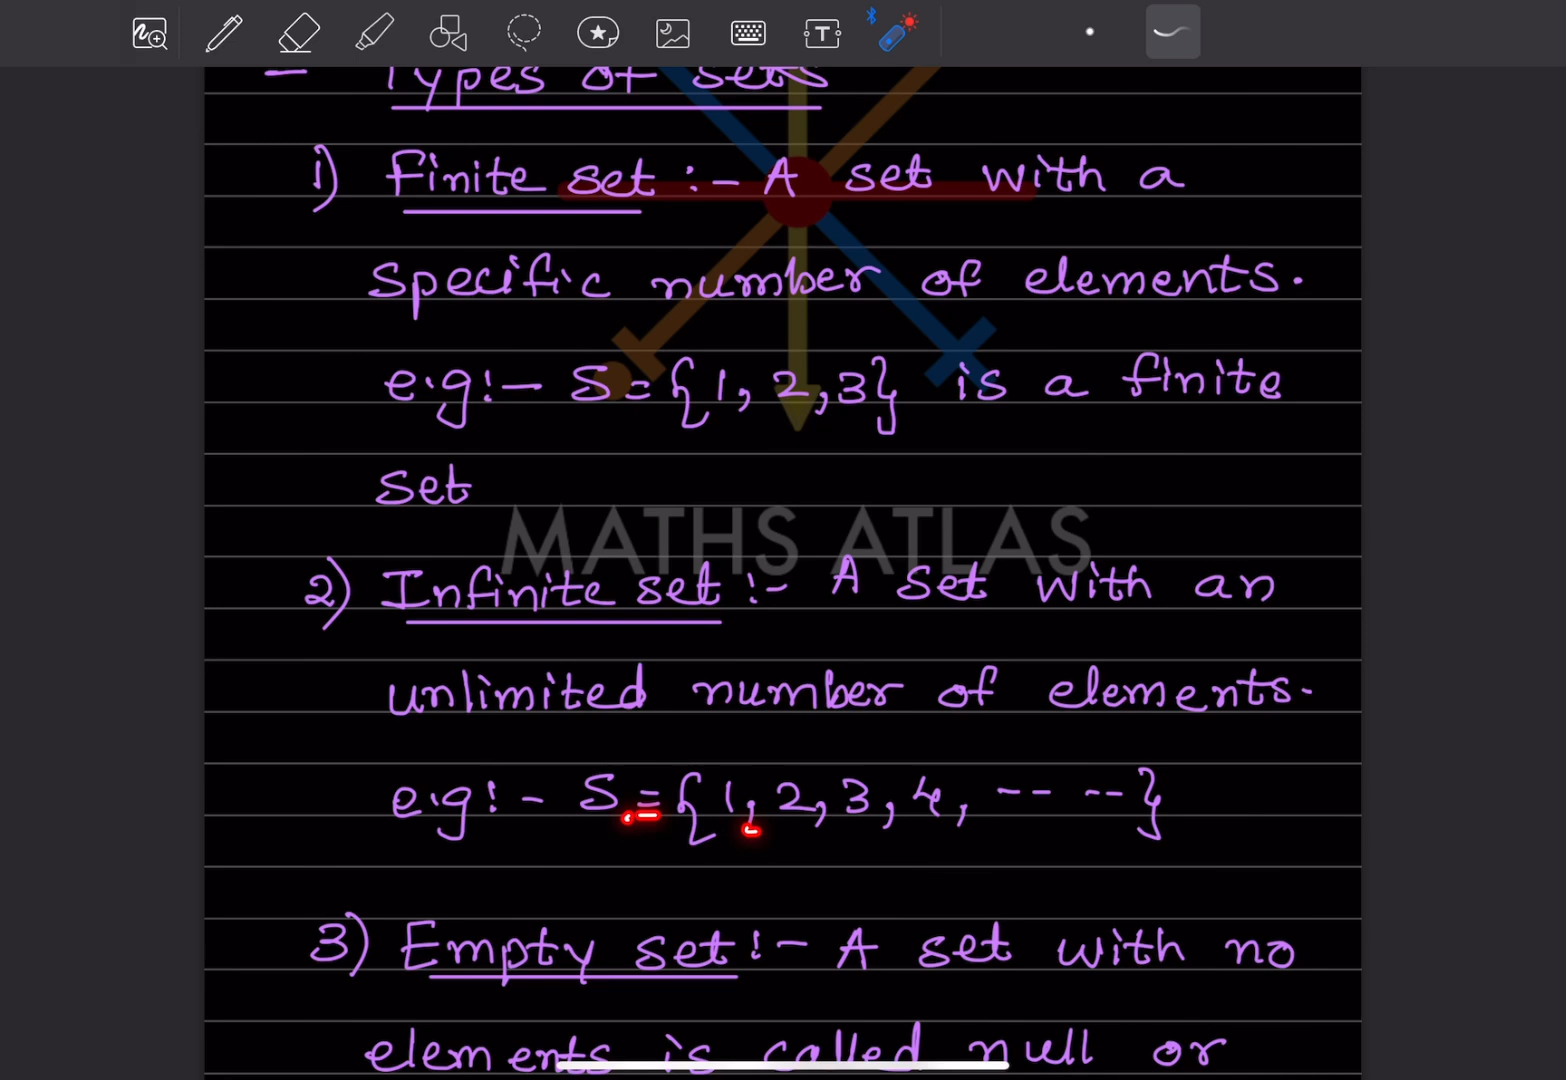 - Types of sets
1) Finite set :- A set with a
specific number of elements.
e.g:- S={1, 2,3} is a finite
set
MATHS ATLAS
2) Infinite set :- A set with an
unlimited number of elements.
e.g:- S={1, 2, 3, 4, -- --}
3) Empty set :- A set with no
elements is called null or